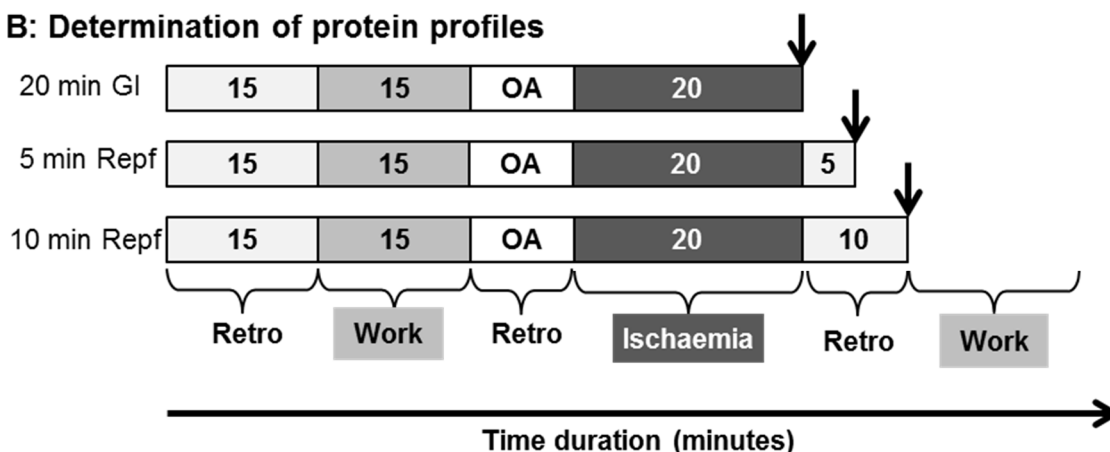 B: Determination of protein profiles
20 min GI 15 15 OA 20
5 min Repf 15 15 OA 20 5
10 min Repf 15 15 OA 20 10
Retro Work Retro Ischaemia Retro Work
Time duration (minutes)